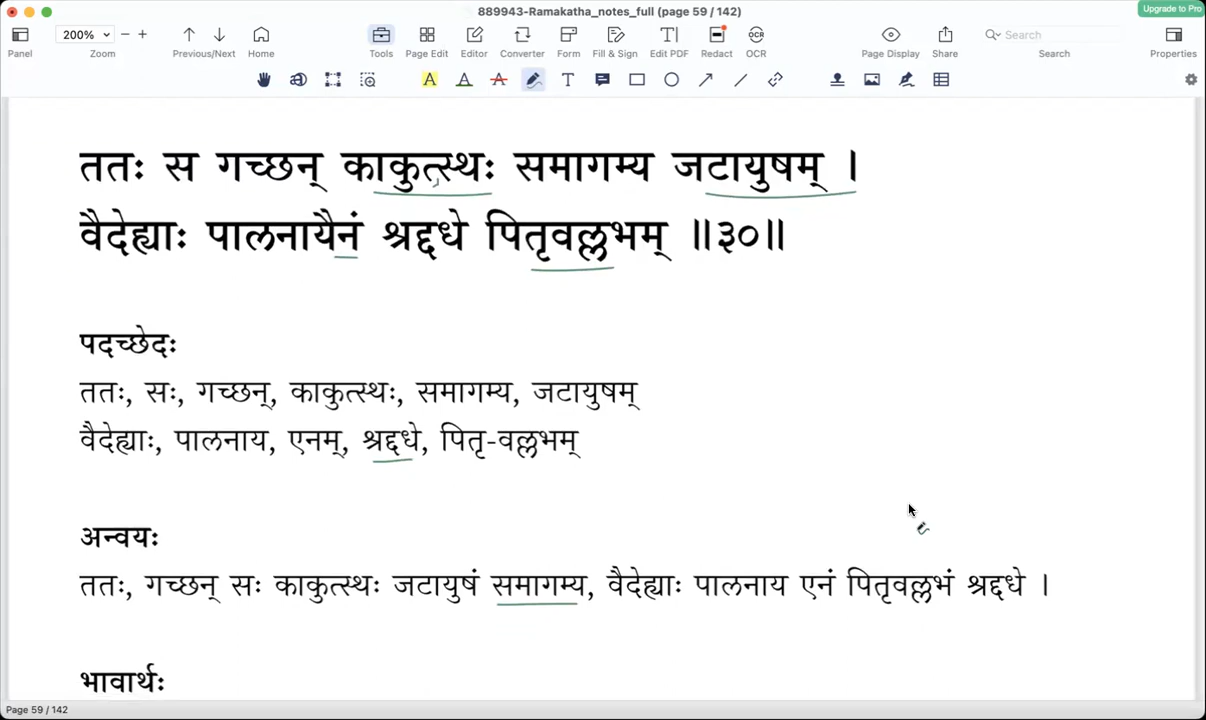 889943-Ramakatha_notes_full (page 59 / 142)
Upgrade to Pro
200%
Search
Panel
Zoom
Previous/Next
Home
Tools
Page Edit
Editor
Converter
Form
Fill & Sign
Edit PDF
Redact
OCR
Page Display
Share
Search
Properties
ततः स गच्छन् काकुत्स्थः समागम्य जटायुषम् ।
वैदेह्याः पालनायैनं श्रद्दधे पितृवल्लभम् ॥३०॥
पदच्छेदः
ततः, सः, गच्छन्, काकुत्स्थः, समागम्य, जटायुषम्
वैदेह्याः, पालनाय, एनम्, श्रद्दधे, पितृ-वल्लभम्
अन्वयः
ततः, गच्छन् सः काकुत्स्थः जटायुषं समागम्य, वैदेह्याः पालनाय एनं पितृवल्लभं श्रद्दधे ।
भावार्थः
Page 59 / 142